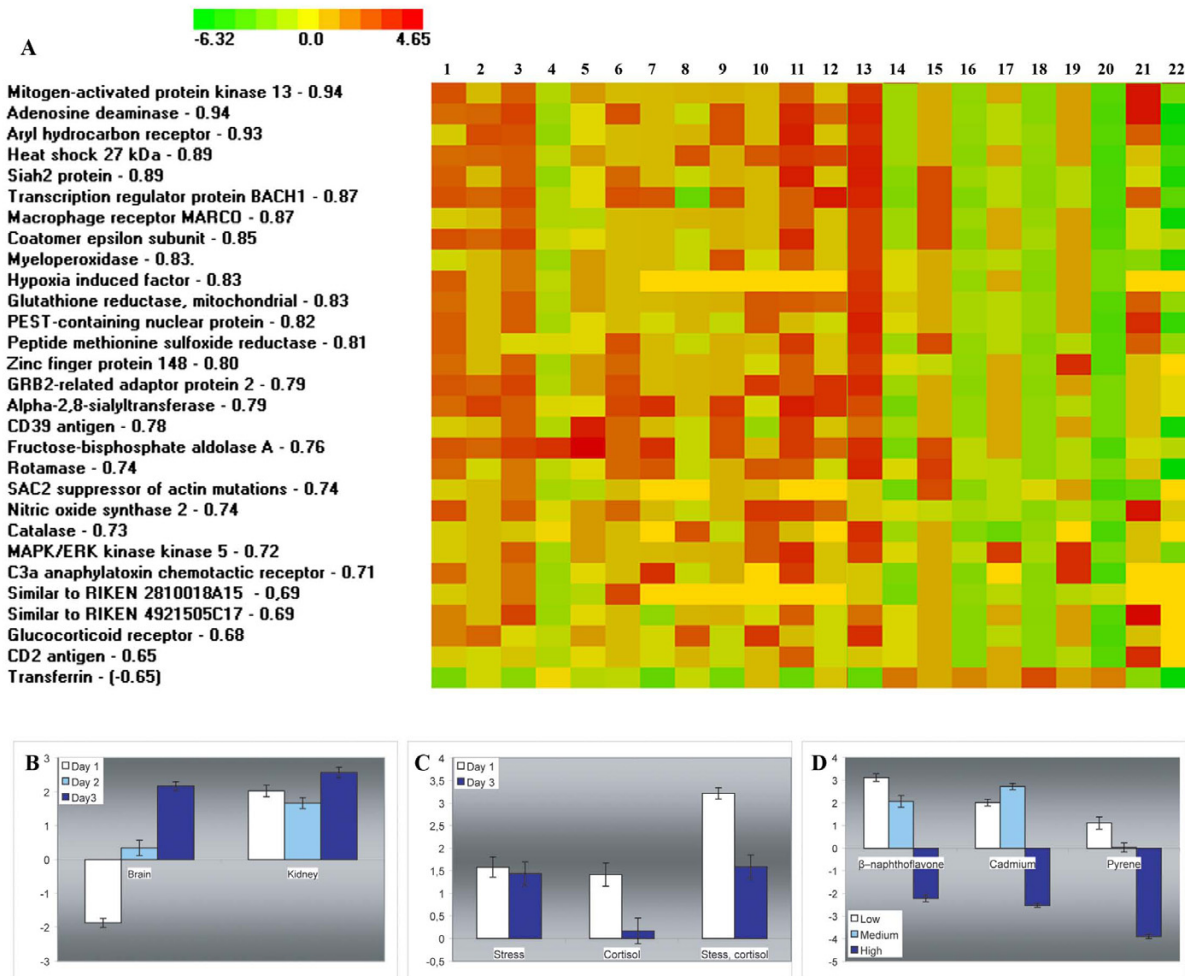 -6.32 0.0 4.65
A
1 2 3 4 5 6 7 8 9 10 11 12 13 14 15 16 17 18 19 20 21 22
Mitogen-activated protein kinase 13 - 0.94
Adenosine deaminase - 0.94
Aryl hydrocarbon receptor - 0.93
Heat shock 27 kDa - 0.89
Siah2 protein - 0.89
Transcription regulator protein BACH1 - 0.87
Macrophage receptor MARCO - 0.87
Coatomer epsilon subunit - 0.85
Myeloperoxidase - 0.83.
Hypoxia induced factor - 0.83
Glutathione reductase, mitochondrial - 0.83
PEST-containing nuclear protein - 0.82
Peptide methionine sulfoxide reductase - 0.81
Zinc finger protein 148 - 0.80
GRB2-related adaptor protein 2 - 0.79
Alpha-2,8-sialyltransferase - 0.79
CD39 antigen - 0.78
Fructose-bisphosphate aldolase A - 0.76
Rotamase - 0.74
SAC2 suppressor of actin mutations - 0.74
Nitric oxide synthase 2 - 0.74
Catalase - 0.73
MAPK/ERK kinase kinase 5 - 0.72
C3a anaphylatoxin chemotactic receptor - 0.71
Similar to RIKEN 2810018A15 - 0,69
Similar to RIKEN 4921505C17 - 0.69
Glucocorticoid receptor - 0.68
CD2 antigen - 0.65
Transferrin - (-0.65)
B
Day 1
Day 2
Day3
3
2
1
0
-1
-2
-3
Brain Kidney
C
Day 1
Day 3
4
3,5
3
2,5
2
1,5
1
0,5
0
-0,5
Stress Cortisol Stess, cortisol
D
4
3
2
1
0
-1
-2
-3
-4
-5
β–naphthoflavone Cadmium Pyrene
Low
Medium
High